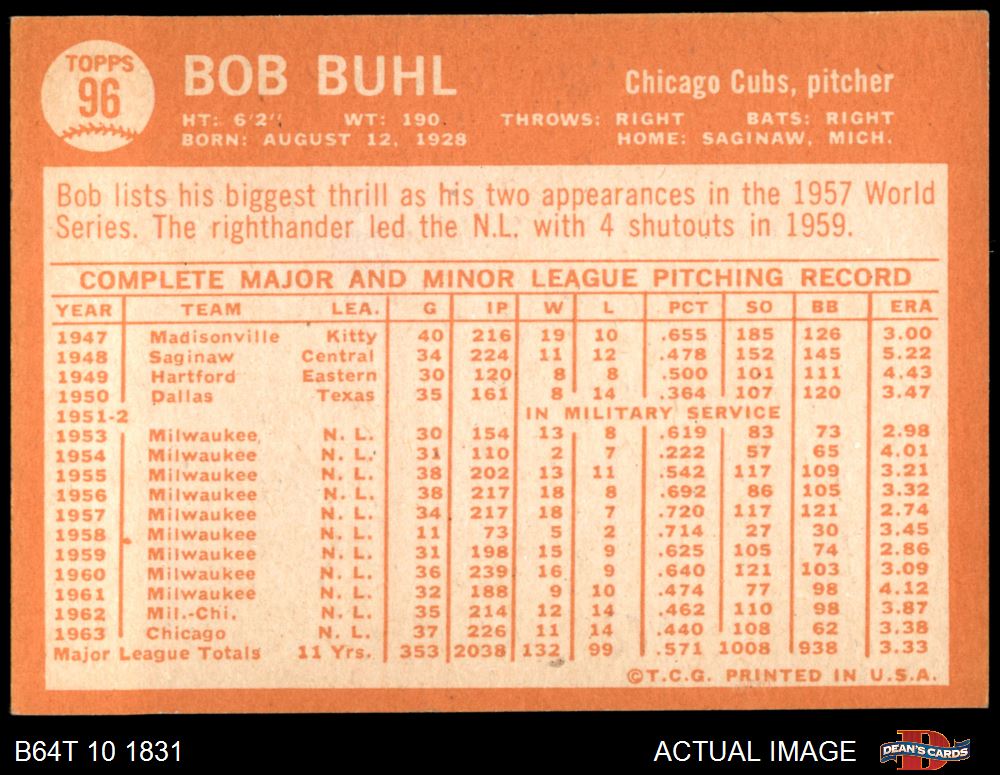 TOPPS
96
BOB BUHL
Chicago Cubs, pitcher
HT: 6'2" WT: 190 THROWS: RIGHT BATS: RIGHT
BORN: AUGUST 12, 1928 HOME: SAGINAW, MICH.
Bob lists his biggest thrill as his two appearances in the 1957 World
Series. The righthander led the N.L. with 4 shutouts in 1959.
COMPLETE MAJOR AND MINOR LEAGUE PITCHING RECORD
YEAR TEAM LEA. G IP W L PCT SO BB ERA
1947 Madisonville Kitty 40 216 19 10 .655 185 126 3.00
1948 Saginaw Central 34 224 11 12 .478 152 145 5.22
1949 Hartford Eastern 30 120 8 8 .500 101 111 4.43
1950 Dallas Texas 35 161 8 14 .364 107 120 3.47
1951-2 IN MILITARY SERVICE
1953 Milwaukee N. L. 30 154 13 8 .619 83 73 2.98
1954 Milwaukee N. L. 31 110 2 7 .222 57 65 4.01
1955 Milwaukee N. L. 38 202 13 11 .542 117 109 3.21
1956 Milwaukee N. L. 38 217 18 8 .692 86 105 3.32
1957 Milwaukee N. L. 34 217 18 7 .720 117 121 2.74
1958 Milwaukee N. L. 11 73 5 2 .714 27 30 3.45
1959 Milwaukee N. L. 31 198 15 9 .625 105 74 2.86
1960 Milwaukee N. L. 36 239 16 9 .640 121 103 3.09
1961 Milwaukee N. L. 32 188 9 10 .474 77 98 4.12
1962 Mil.-Chi. N. L. 35 214 12 14 .462 110 98 3.87
1963 Chicago N. L. 37 226 11 14 .440 108 62 3.38
Major League Totals 11 Yrs. 353 2038 132 99 .571 1008 938 3.33
©T.C.G. PRINTED IN U.S.A.
B64T 10 1831 ACTUAL IMAGE DEAN'S CARDS